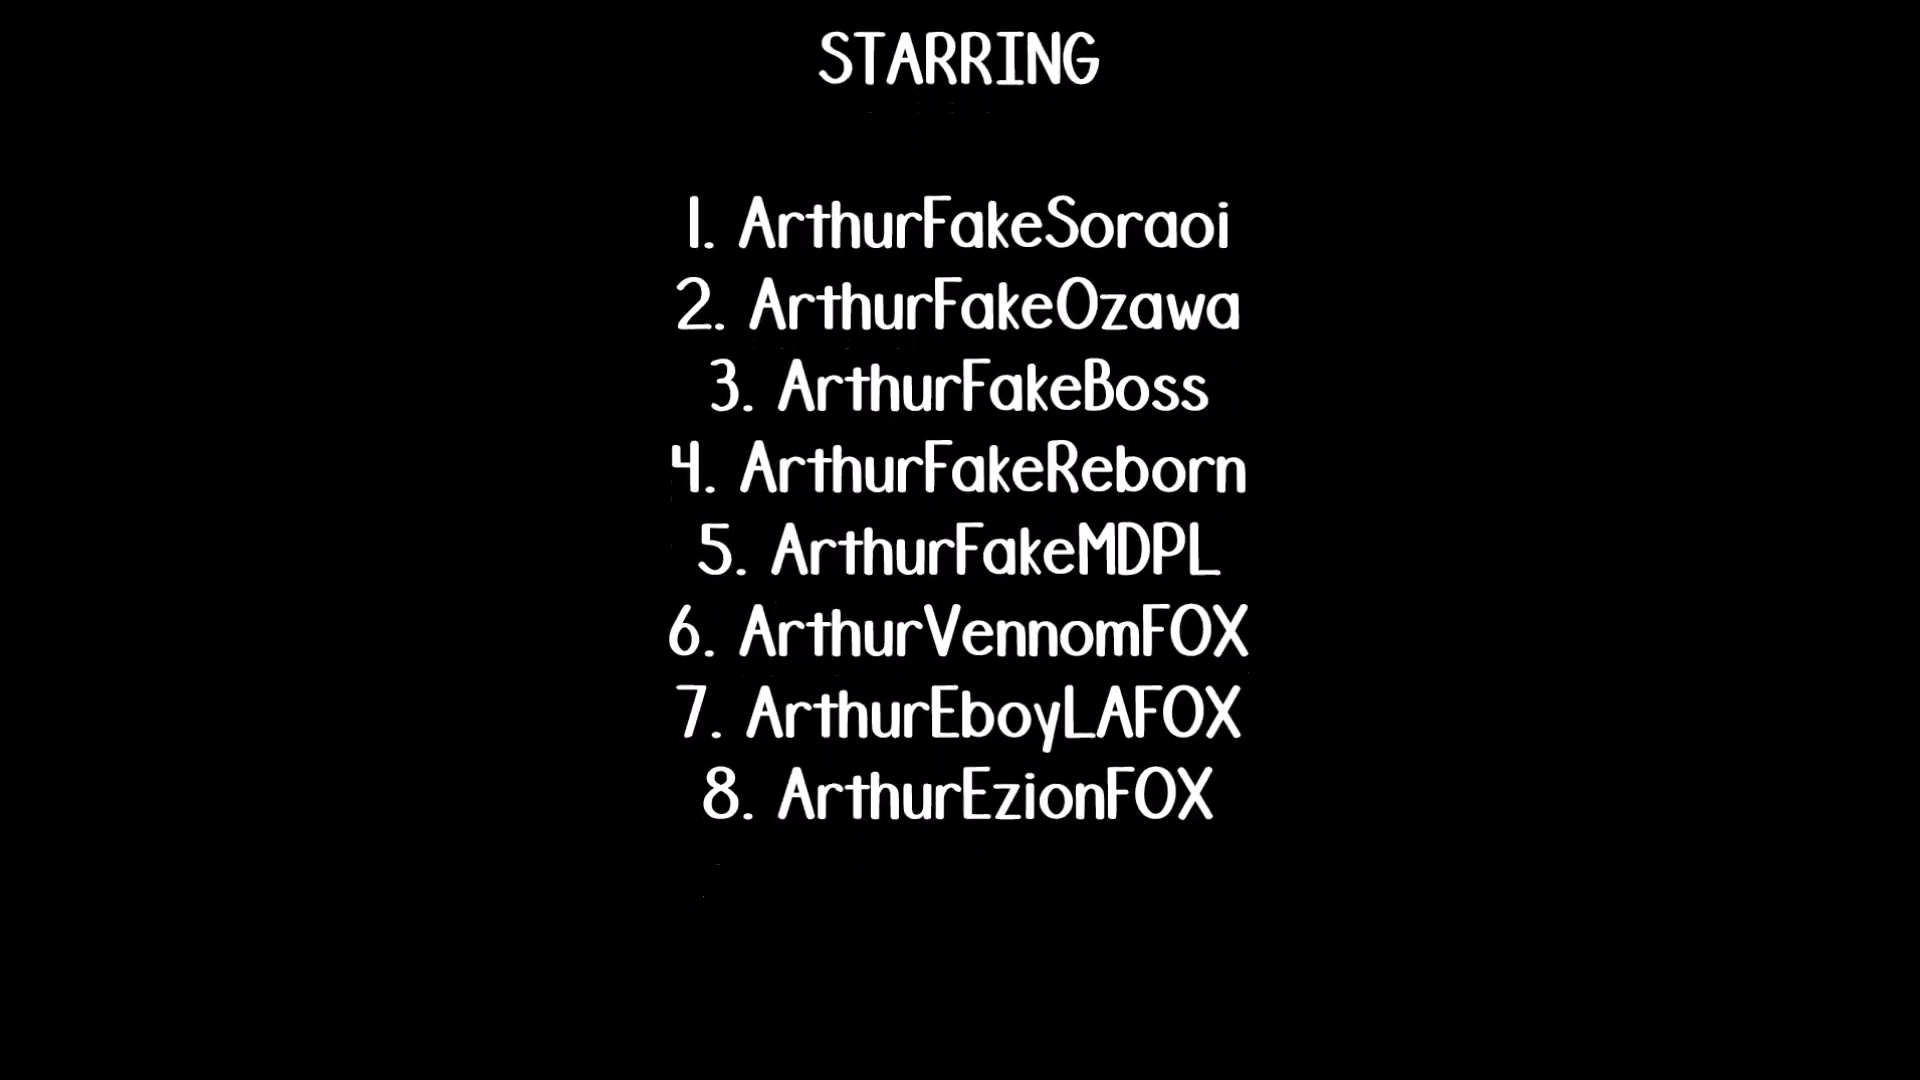 STARRING
1. ArthurFakeSoraoi
2. ArthurFakeOzawa
3. ArthurFakeBoss
4. ArthurFakeReborn
5. ArthurFakeMDPL
6. ArthurVennomFOX
7. ArthurEboyLAFOX
8. ArthurEzionFOX